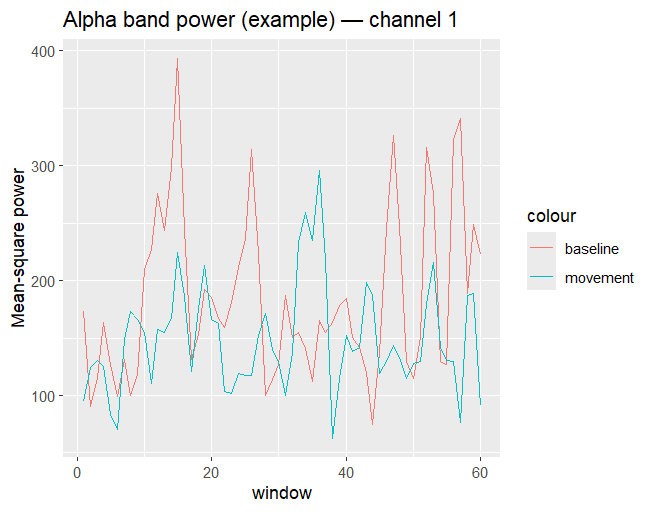 Alpha band power (example) — channel 1
Mean-square power
400
300
200
100
0
20
40
60
window
colour
baseline
movement